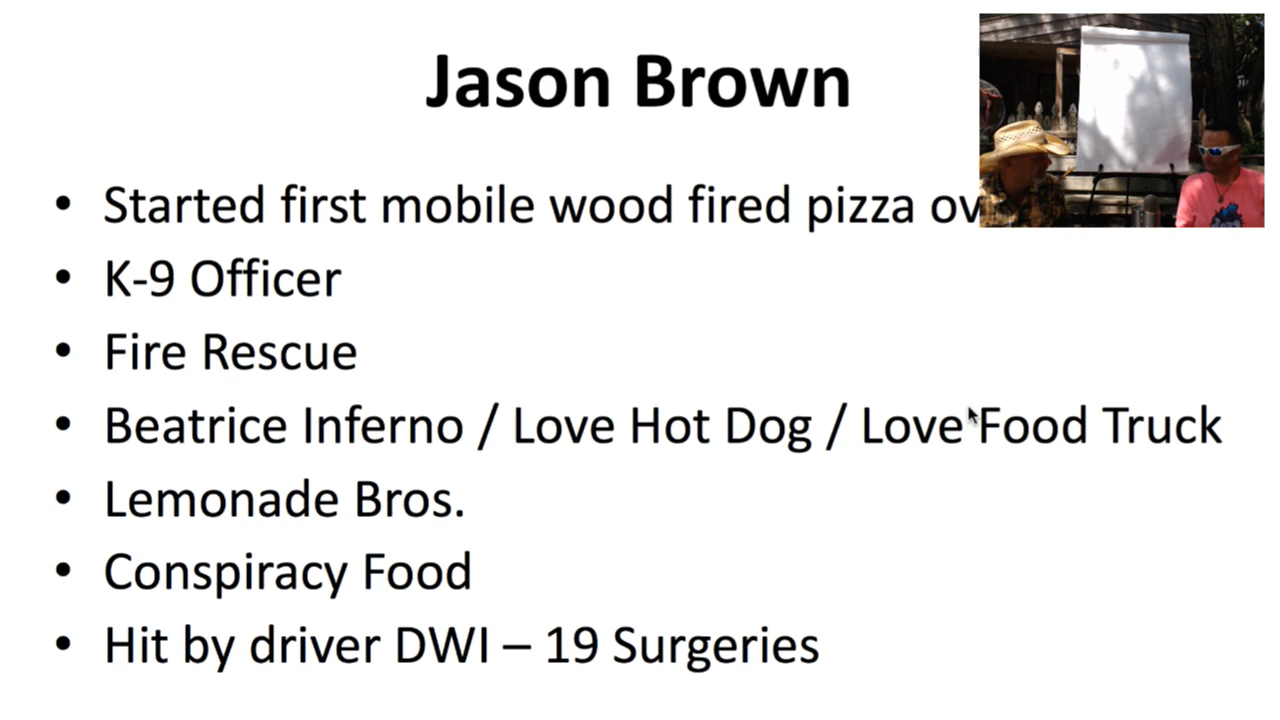 Jason Brown
• Started first mobile wood fired pizza
• K-9 Officer
• Fire Rescue
• Beatrice Inferno / Love Hot Dog / Love Food Truck
• Lemonade Bros.
• Conspiracy Food
• Hit by driver DWI – 19 Surgeries